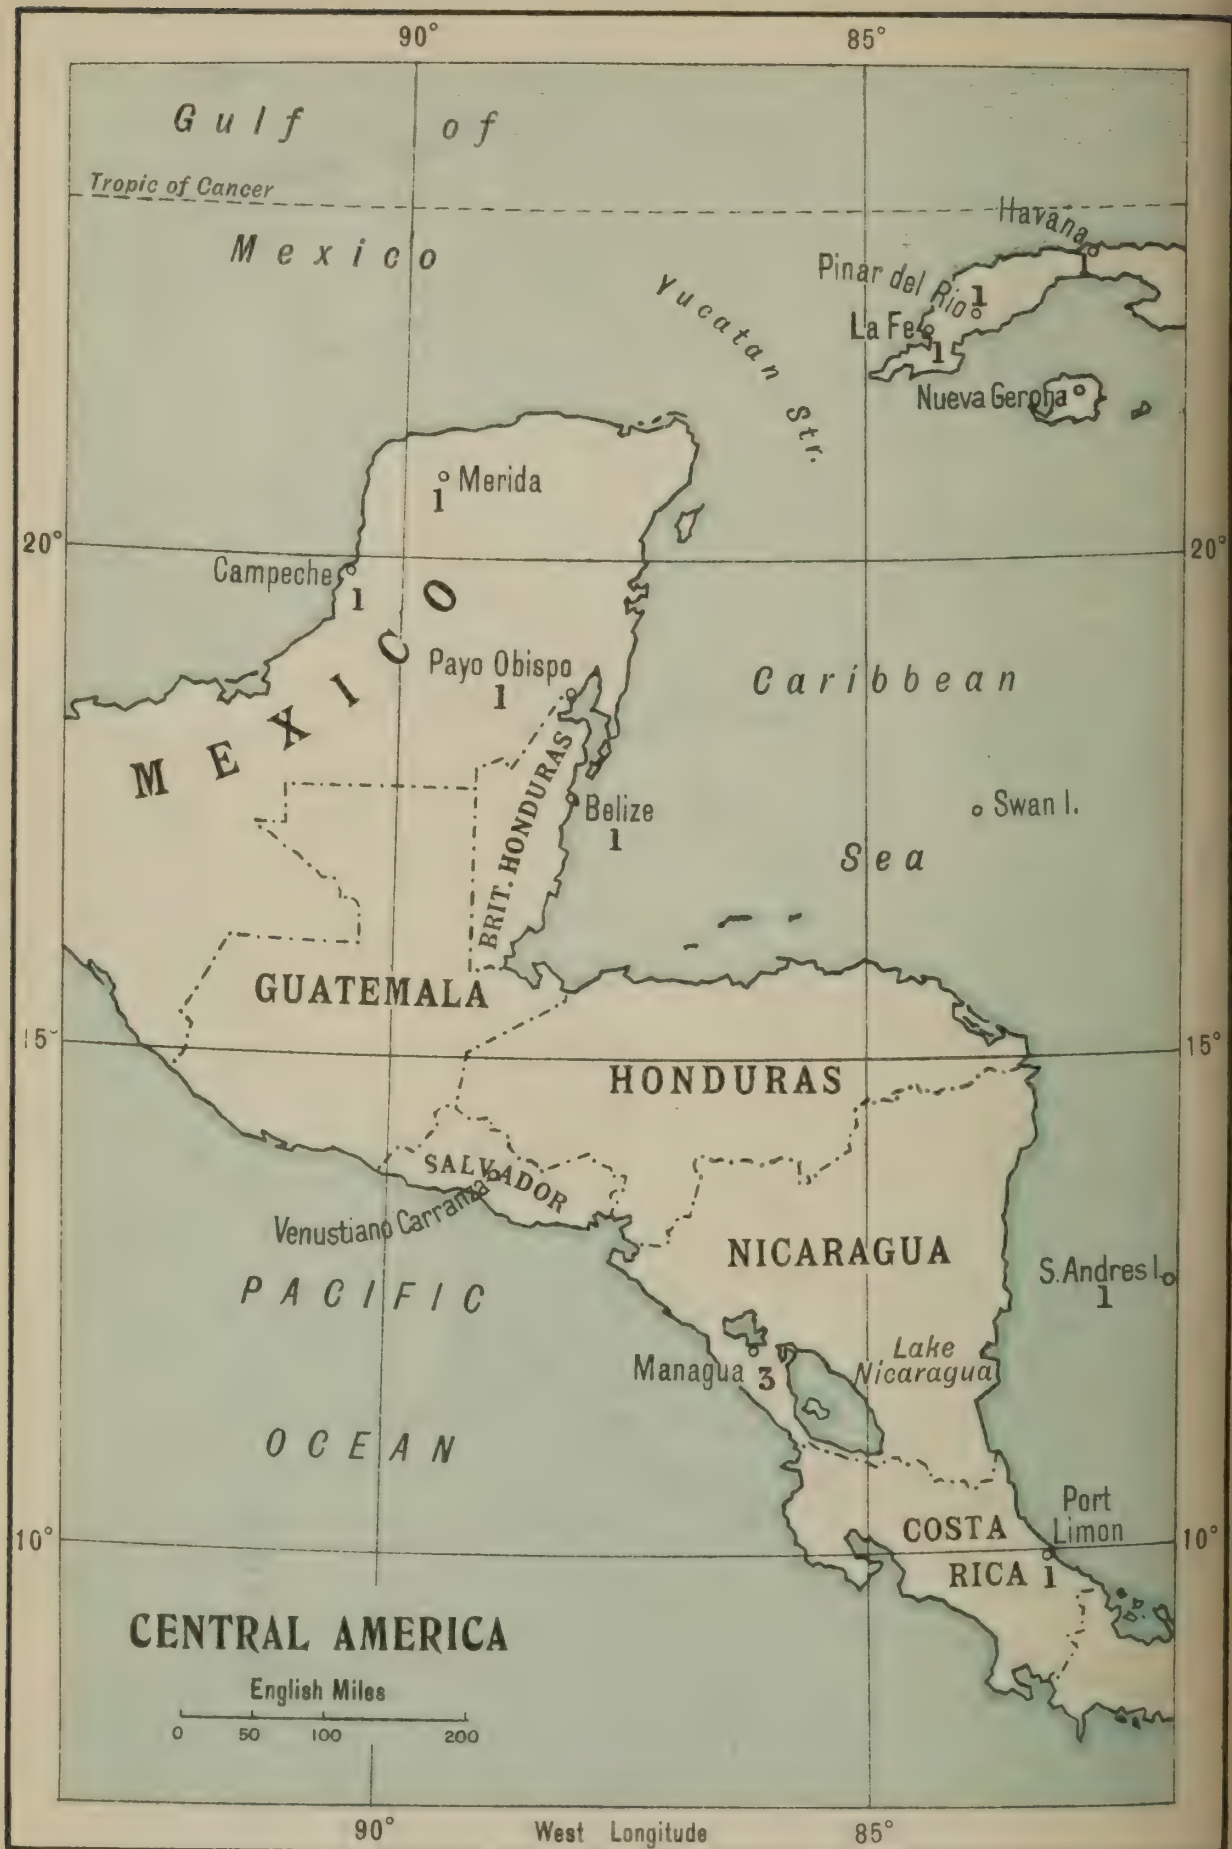 90°
85°
Gulf of
Tropic of Cancer
Mexico
Havana
Pinar del Rio
1
La Fe
1
Yucatan Str.
Nueva Gerona
Merida
1
20°
20°
Campeche
1
MEXICO
Payo Obispo
1
Caribbean
BRIT. HONDURAS
Belize
1
Swan I.
Sea
GUATEMALA
15°
15°
HONDURAS
SALVADOR
Venustiano Carranza
NICARAGUA
PACIFIC
S. Andres I.
1
Managua 3
Lake
Nicaragua
OCEAN
Port
Limon
COSTA
10°
10°
RICA 1
CENTRAL AMERICA
English Miles
0 50 100 200
90°
West Longitude
85°